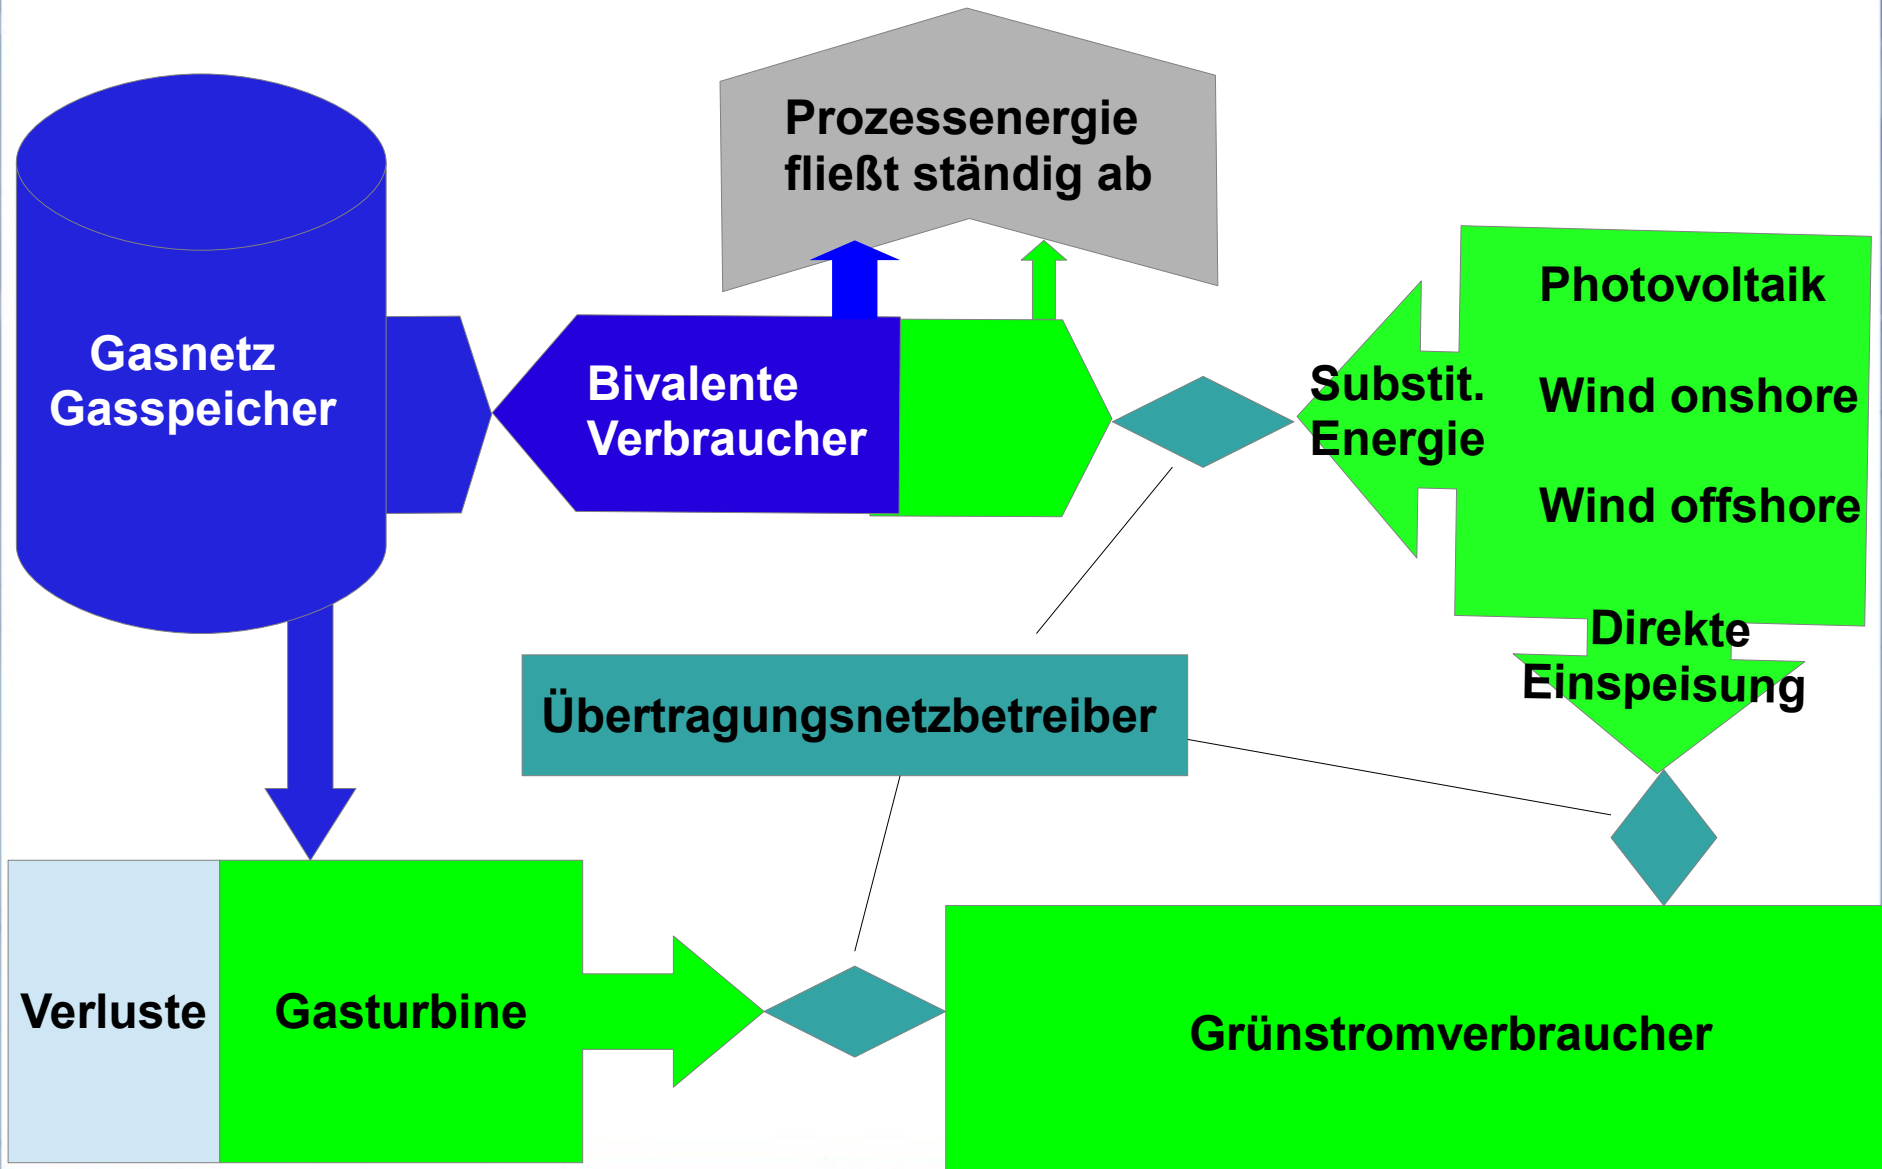 Prozessenergie
fließt ständig ab
Gasnetz
Gasspeicher
Bivalente
Verbraucher
Substit.
Energie
Photovoltaik
Wind onshore
Wind offshore
Direkte
Einspeisung
Übertragungsnetzbetreiber
Verluste
Gasturbine
Grünstromverbraucher